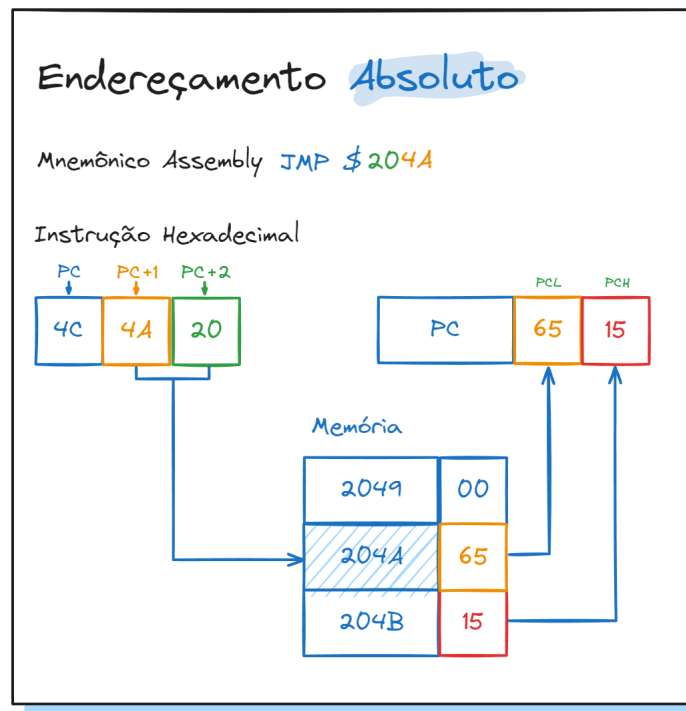 Endereçamento Absoluto
Mnemônico Assembly JMP $204A
Instrução Hexadecimal
PC PC+1 PC+2
4C 4A 20
PCL PCH
PC 65 15
Memória
2049 00
204A 65
204B 15